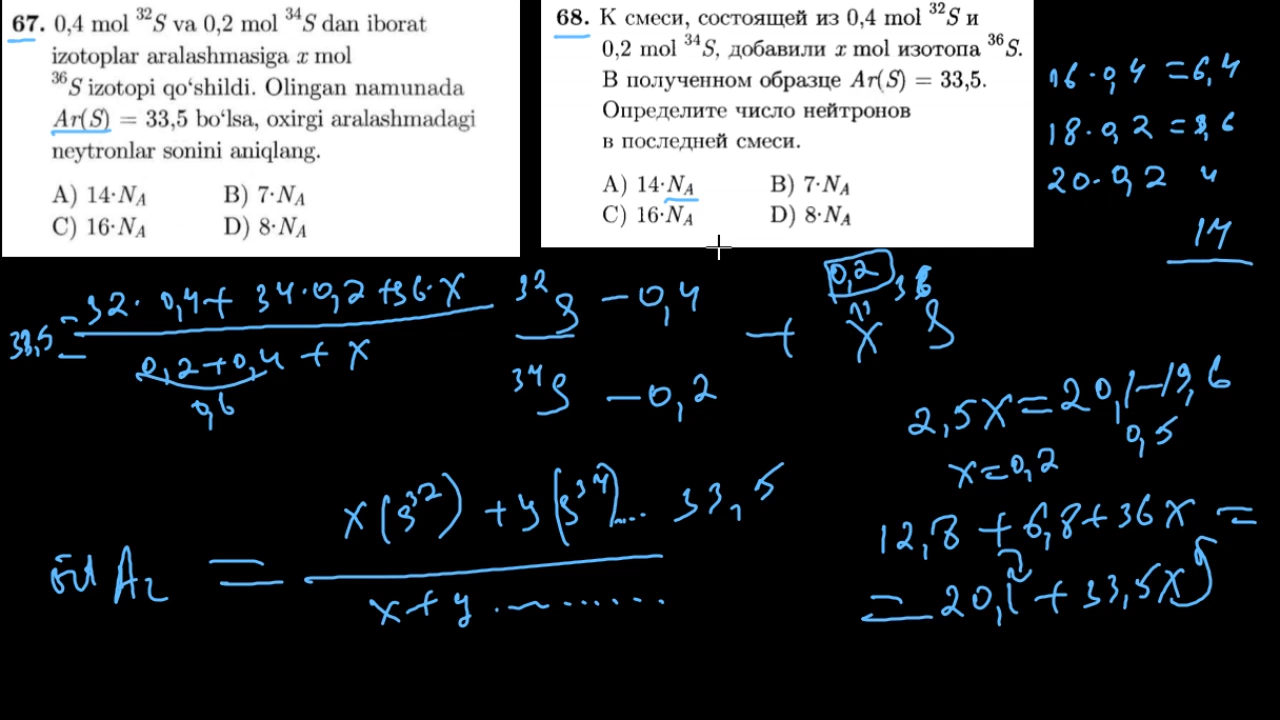 67. 0,4 mol ³²S va 0,2 mol ³⁴S dan iborat
izotoplar aralashmasiga x mol
³⁶S izotopi qo‘shildi. Olingan namunada
Ar(S) = 33,5 bo‘lsa, oxirgi aralashmadagi
neytronlar sonini aniqlang.
A) 14·N_A B) 7·N_A
C) 16·N_A D) 8·N_A
68. К смеси, состоящей из 0,4 mol ³²S и
0,2 mol ³⁴S, добавили x mol изотопа ³⁶S.
В полученном образце Ar(S) = 33,5.
Определите число нейтронов
в последней смеси.
A) 14·N_A B) 7·N_A
C) 16·N_A D) 8·N_A
16·0,4 = 6,4
18·0,2 = 3,6
20·0,2 4
14
33,5 = 32·0,4 + 34·0,2 + 36·x
0,2 + 0,4 + x
0,6
³²S – 0,4
³⁴S – 0,2
+ x ³⁶S
0,2
2,5x = 20,1 – 19,6
0,5
x = 0,2
12,8 + 6,8 + 36x =
= 20,1 + 33,5x
x(S³²) + y(S³⁴)... 33,5
A_r =
x + y ...........